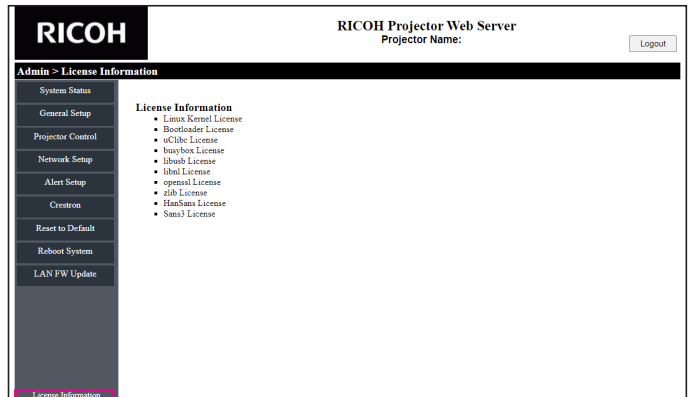 RICOH
RICOH Projector Web Server
Projector Name:
Logout
Admin > License Information
System Status
General Setup
Projector Control
Network Setup
Alert Setup
Crestron
Reset to Default
Reboot System
LAN FW Update
License Information
License Information
Linux Kernel License
Bootloader License
uClibc License
busybox License
libusb License
libnl License
openssl License
zlib License
HanSans License
Sans3 License